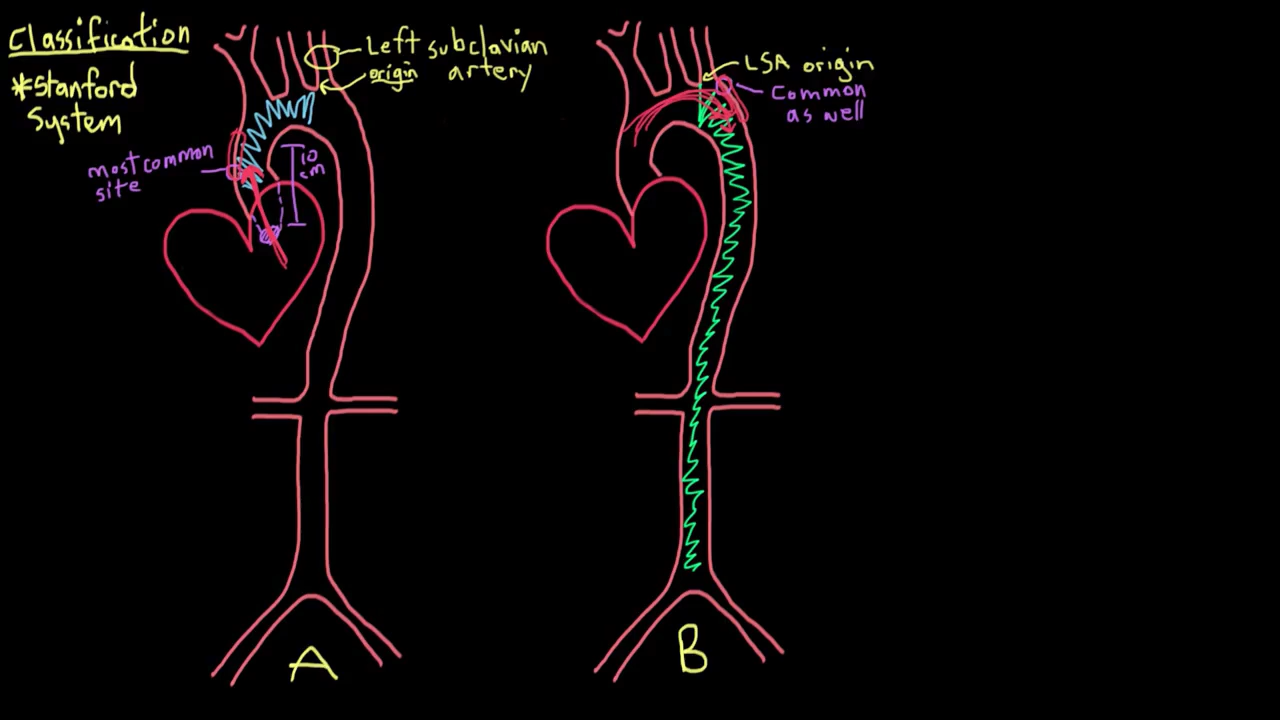 Classification
*Stanford
System
Left subclavian
origin artery
most common
site
10
cm
A
LSA origin
Common
as well
B